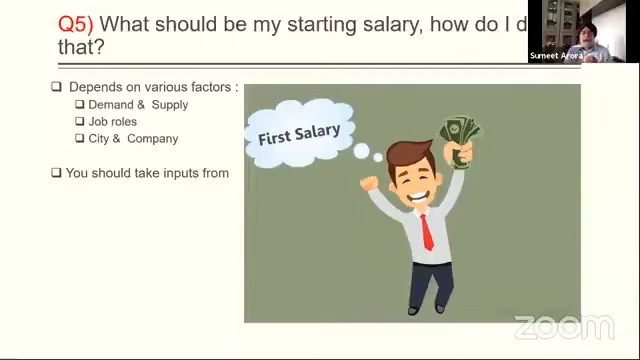 Q5) What should be my starting salary, how do I d
that?
Sumeet Arora
Depends on various factors :
Demand & Supply
Job roles
City & Company
You should take inputs from
First Salary
zoom